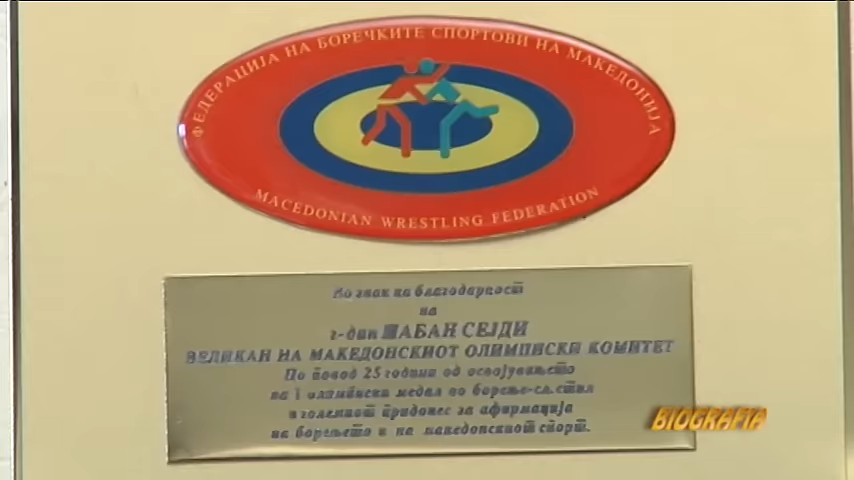 ФЕДЕРАЦИЈА НА БОРЕЧКИТЕ СПОРТОВИ НА МАКЕДОНИЈА
MACEDONIAN WRESTLING FEDERATION
Во знак на благодарност
на
г-дин ШАБАН СЕЈДИ
ВЕЛИКАН НА МАКЕДОНСКИОТ ОЛИМПИСКИ КОМИТЕТ
По повод 25 години од освојувањето
на I олимписки медал во борење-сл.стил
и големиот придонес за афирмација
на борењето и на македонскиот спорт.
BIOGRAFIA